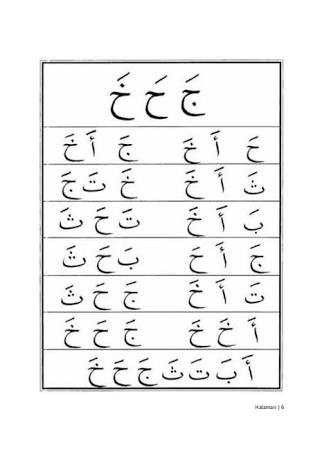 جَ حَ خَ
حَ أَ خَ جَ أَ خَ
ثَ أَ خَ خَ تَ جَ
بَ أَ خَ تَ حَ ثَ
جَ أَ حَ بَ حَ ثَ
تَ أَ خَ جَ حَ ثَ
أَ خَ خَ جَ حَ خَ
أَ بَ تَ ثَ جَ حَ خَ
Halaman | 6